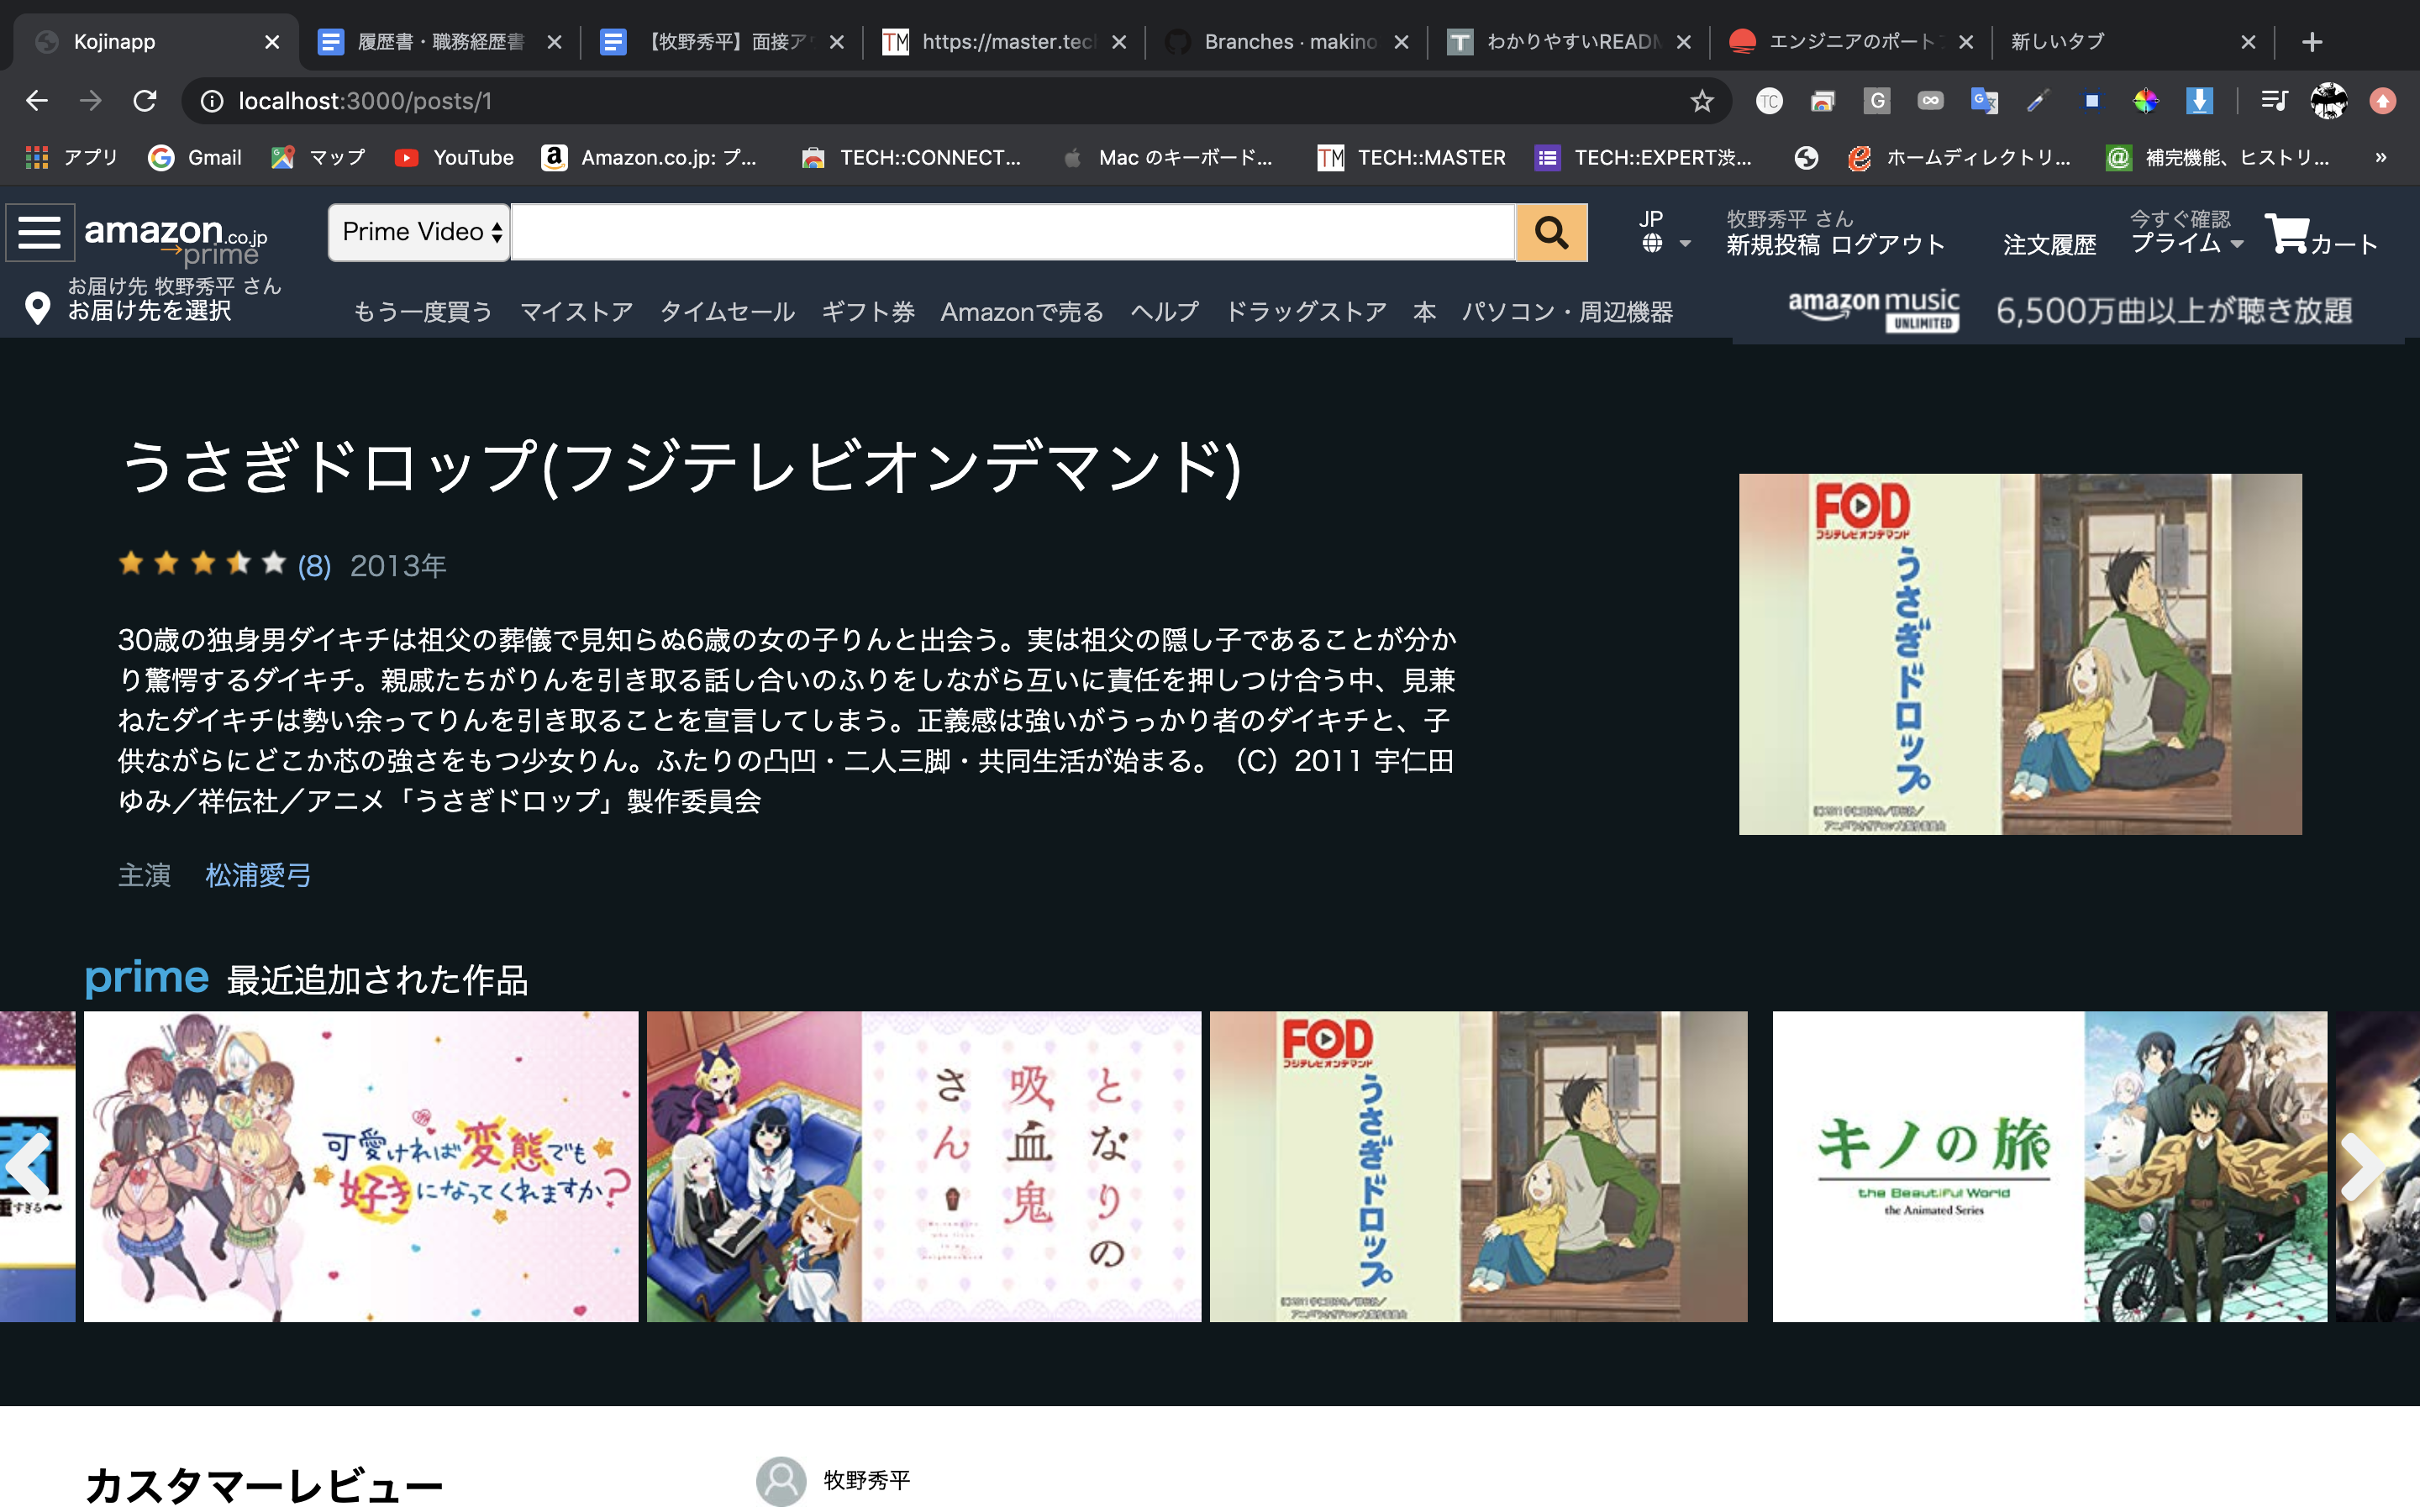 Kojinapp
履歴書・職務経歴書
【牧野秀平】面接ア
https://master.tec
Branches · makino
わかりやすいREADM
エンジニアのポート
新しいタブ
localhost:3000/posts/1
アプリ
Gmail
マップ
YouTube
Amazon.co.jp: プ...
TECH::CONNECT...
Mac のキーボード...
TECH::MASTER
TECH::EXPERT渋...
ホームディレクトリ...
補完機能、ヒストリ...
»
amazon.co.jp
prime
Prime Video
JP
牧野秀平 さん
新規投稿 ログアウト
注文履歴
今すぐ確認
プライム
カート
お届け先 牧野秀平 さん
お届け先を選択
もう一度買う マイストア タイムセール ギフト券 Amazonで売る ヘルプ ドラッグストア 本 パソコン・周辺機器
amazon music
UNLIMITED
6,500万曲以上が聴き放題
うさぎドロップ(フジテレビオンデマンド)
(8) 2013年
30歳の独身男ダイキチは祖父の葬儀で見知らぬ6歳の女の子りんと出会う。実は祖父の隠し子であることが分か
り驚愕するダイキチ。親戚たちがりんを引き取る話し合いのふりをしながら互いに責任を押しつけ合う中、見兼
ねたダイキチは勢い余ってりんを引き取ることを宣言してしまう。正義感は強いがうっかり者のダイキチと、子
供ながらにどこか芯の強さをもつ少女りん。ふたりの凸凹・二人三脚・共同生活が始まる。（C）2011 宇仁田
ゆみ／祥伝社／アニメ「うさぎドロップ」製作委員会
主演 松浦愛弓
FOD
フジテレビオンデマンド
うさぎドロップ
prime 最近追加された作品
者
重すぎる〜
可愛ければ変態でも
好きになってくれますか?
となりの
吸血鬼
さん
FOD
フジテレビオンデマンド
うさぎドロップ
キノの旅
the Beautiful World
the Animated Series
カスタマーレビュー
牧野秀平